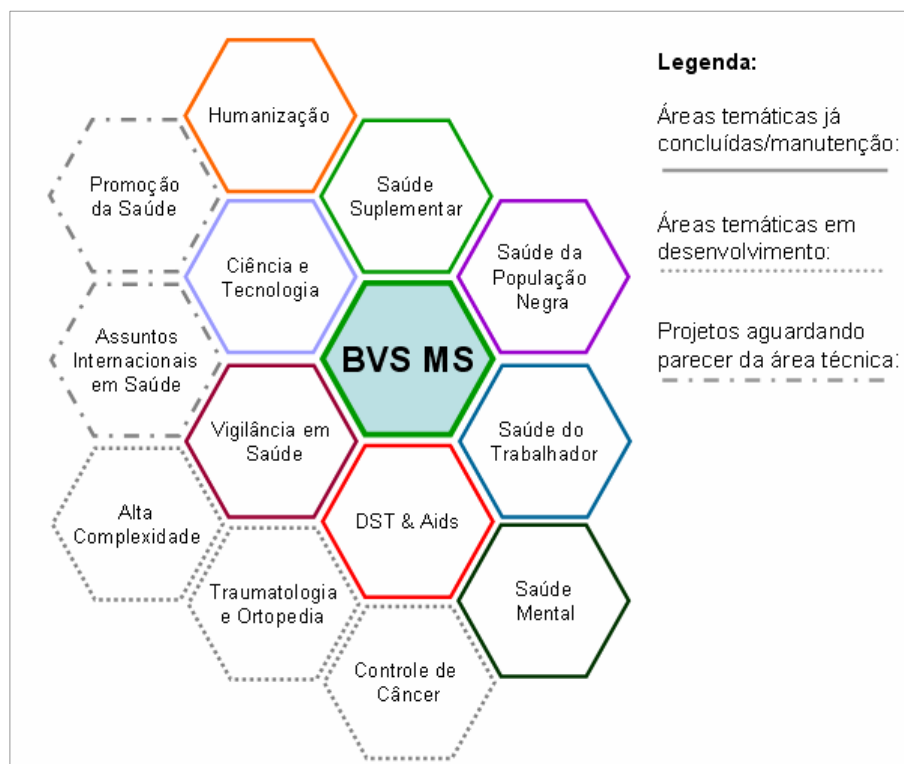 Humanização
Promoção
da Saúde
Saúde
Suplementar
Ciência e
Tecnologia
Saúde da
População
Negra
Assuntos
Internacionais
em Saúde
BVS MS
Vigilância em
Saúde
Saúde do
Trabalhador
Alta
Complexidade
DST & Aids
Traumatologia
e Ortopedia
Saúde
Mental
Controle de
Câncer
Legenda:
Áreas temáticas já
concluídas/manutenção:
Áreas temáticas em
desenvolvimento:
Projetos aguardando
parecer da área técnica: